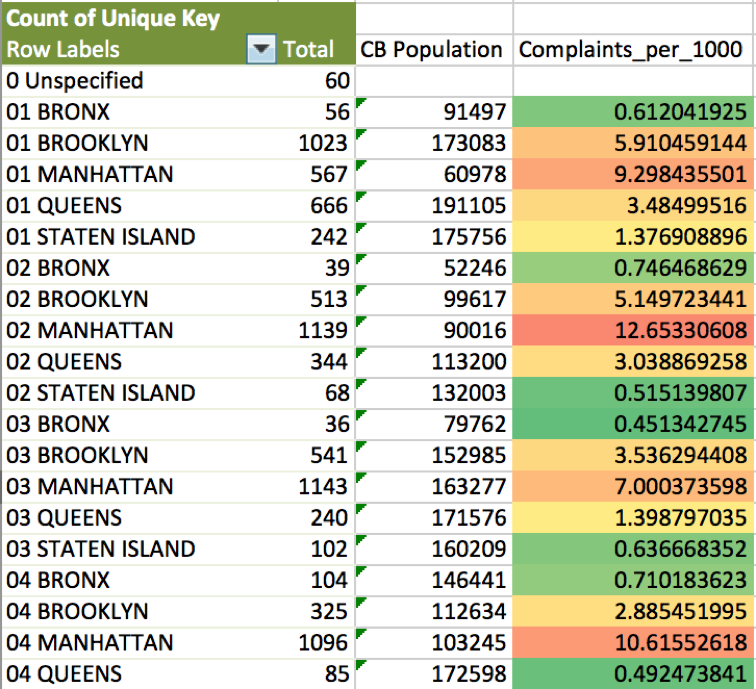 Count of Unique Key
Row Labels Total CB Population Complaints_per_1000
0 Unspecified 60
01 BRONX 56 91497 0.612041925
01 BROOKLYN 1023 173083 5.910459144
01 MANHATTAN 567 60978 9.298435501
01 QUEENS 666 191105 3.48499516
01 STATEN ISLAND 242 175756 1.376908896
02 BRONX 39 52246 0.746468629
02 BROOKLYN 513 99617 5.149723441
02 MANHATTAN 1139 90016 12.65330608
02 QUEENS 344 113200 3.038869258
02 STATEN ISLAND 68 132003 0.515139807
03 BRONX 36 79762 0.451342745
03 BROOKLYN 541 152985 3.536294408
03 MANHATTAN 1143 163277 7.000373598
03 QUEENS 240 171576 1.398797035
03 STATEN ISLAND 102 160209 0.636668352
04 BRONX 104 146441 0.710183623
04 BROOKLYN 325 112634 2.885451995
04 MANHATTAN 1096 103245 10.61552618
04 QUEENS 85 172598 0.492473841